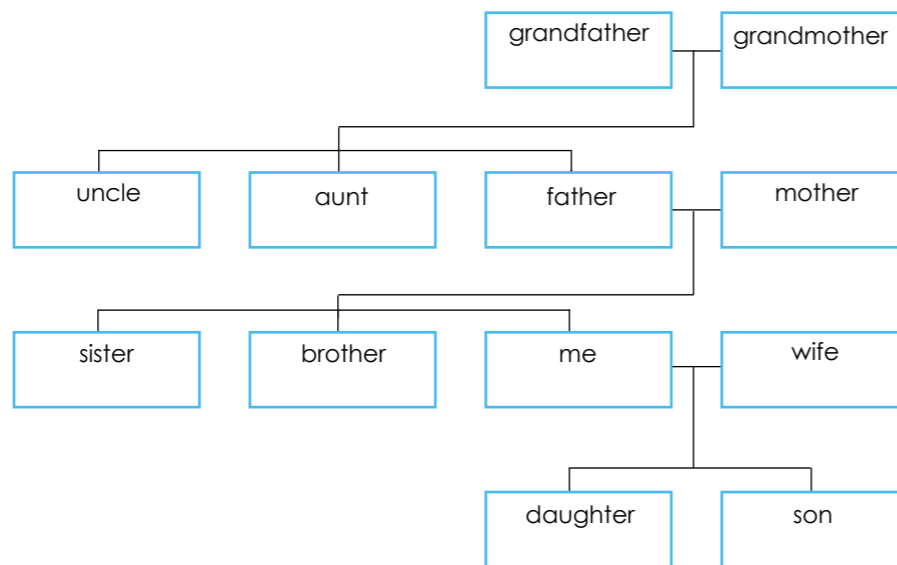 grandfather
grandmother
uncle
aunt
father
mother
sister
brother
me
wife
daughter
son